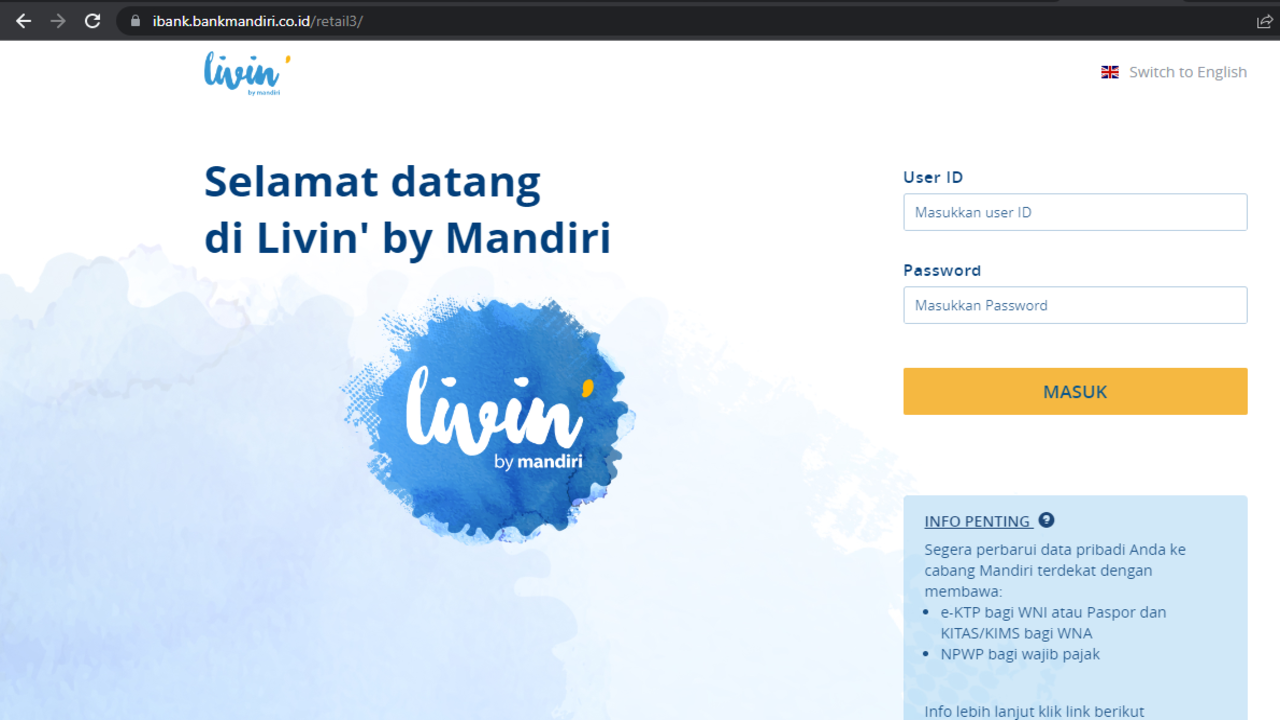 ibank.bankmandiri.co.id/retail3/
livin'
by mandiri
Switch to English
Selamat datang
di Livin' by Mandiri
livin'
by mandiri
User ID
Masukkan user ID
Password
Masukkan Password
MASUK
INFO PENTING ?
Segera perbarui data pribadi Anda ke
cabang Mandiri terdekat dengan
membawa:
• e-KTP bagi WNI atau Paspor dan
KITAS/KIMS bagi WNA
• NPWP bagi wajib pajak
Info lebih lanjut klik link berikut